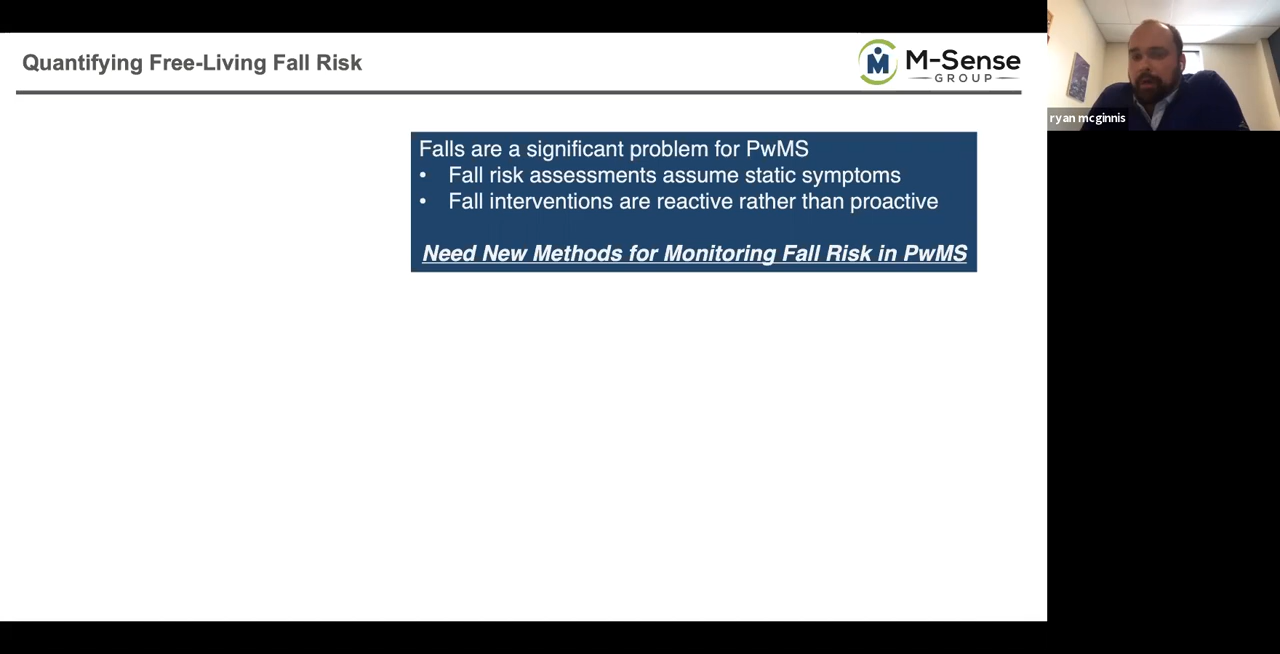 Quantifying Free-Living Fall Risk
M-Sense
GROUP
ryan mcginnis
Falls are a significant problem for PwMS
• Fall risk assessments assume static symptoms
• Fall interventions are reactive rather than proactive
Need New Methods for Monitoring Fall Risk in PwMS